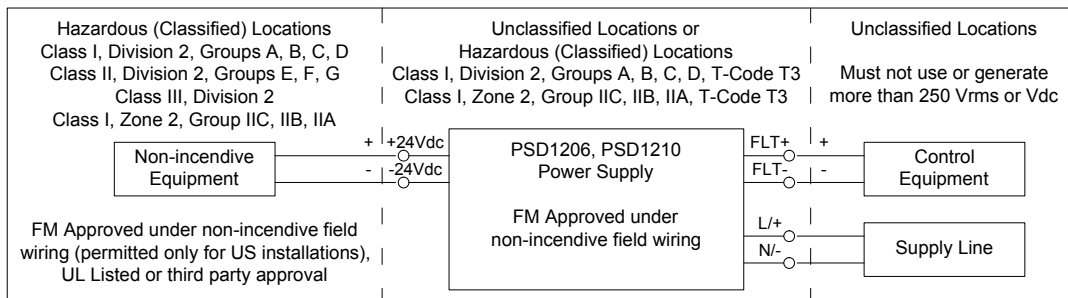 Hazardous (Classified) Locations
Class I, Division 2, Groups A, B, C, D
Class II, Division 2, Groups E, F, G
Class III, Division 2
Class I, Zone 2, Group IIC, IIB, IIA
Non-incendive
Equipment
+
-
FM Approved under non-incendive field
wiring (permitted only for US installations),
UL Listed or third party approval
Unclassified Locations or
Hazardous (Classified) Locations
Class I, Division 2, Groups A, B, C, D, T-Code T3
Class I, Zone 2, Group IIC, IIB, IIA, T-Code T3
+24Vdc
-24Vdc
PSD1206, PSD1210
Power Supply
FM Approved under
non-incendive field wiring
FLT+
FLT-
L/+
N/-
Unclassified Locations
Must not use or generate
more than 250 Vrms or Vdc
+
-
Control
Equipment
Supply Line